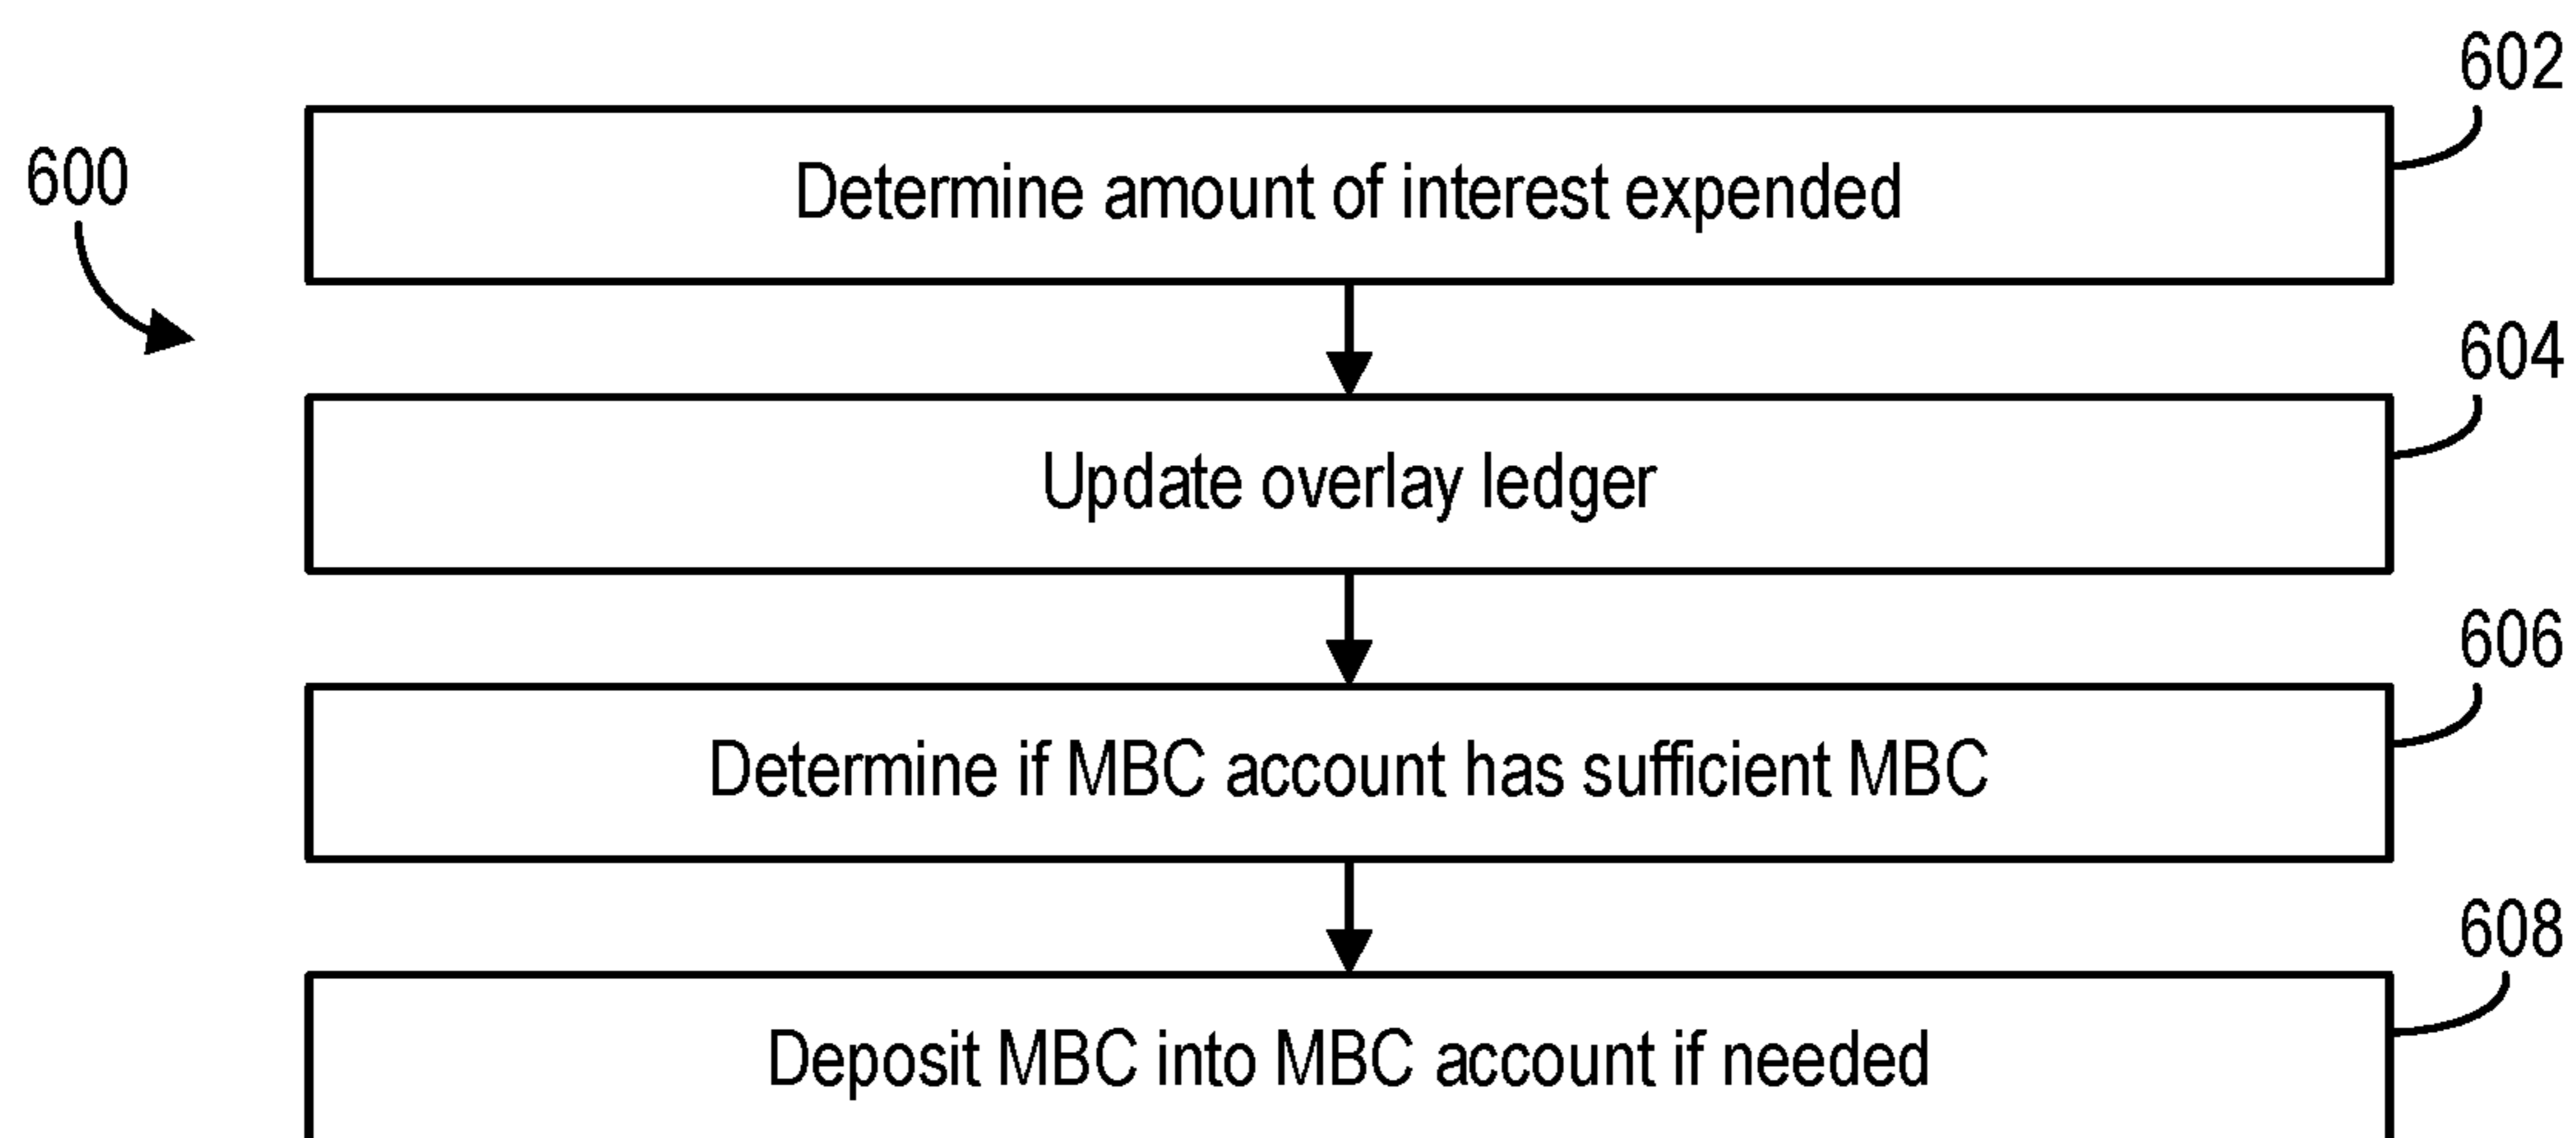 602
Determine amount of interest expended
600
604
Update overlay ledger
606
Determine if MBC account has sufficient MBC
608
Deposit MBC into MBC account if needed